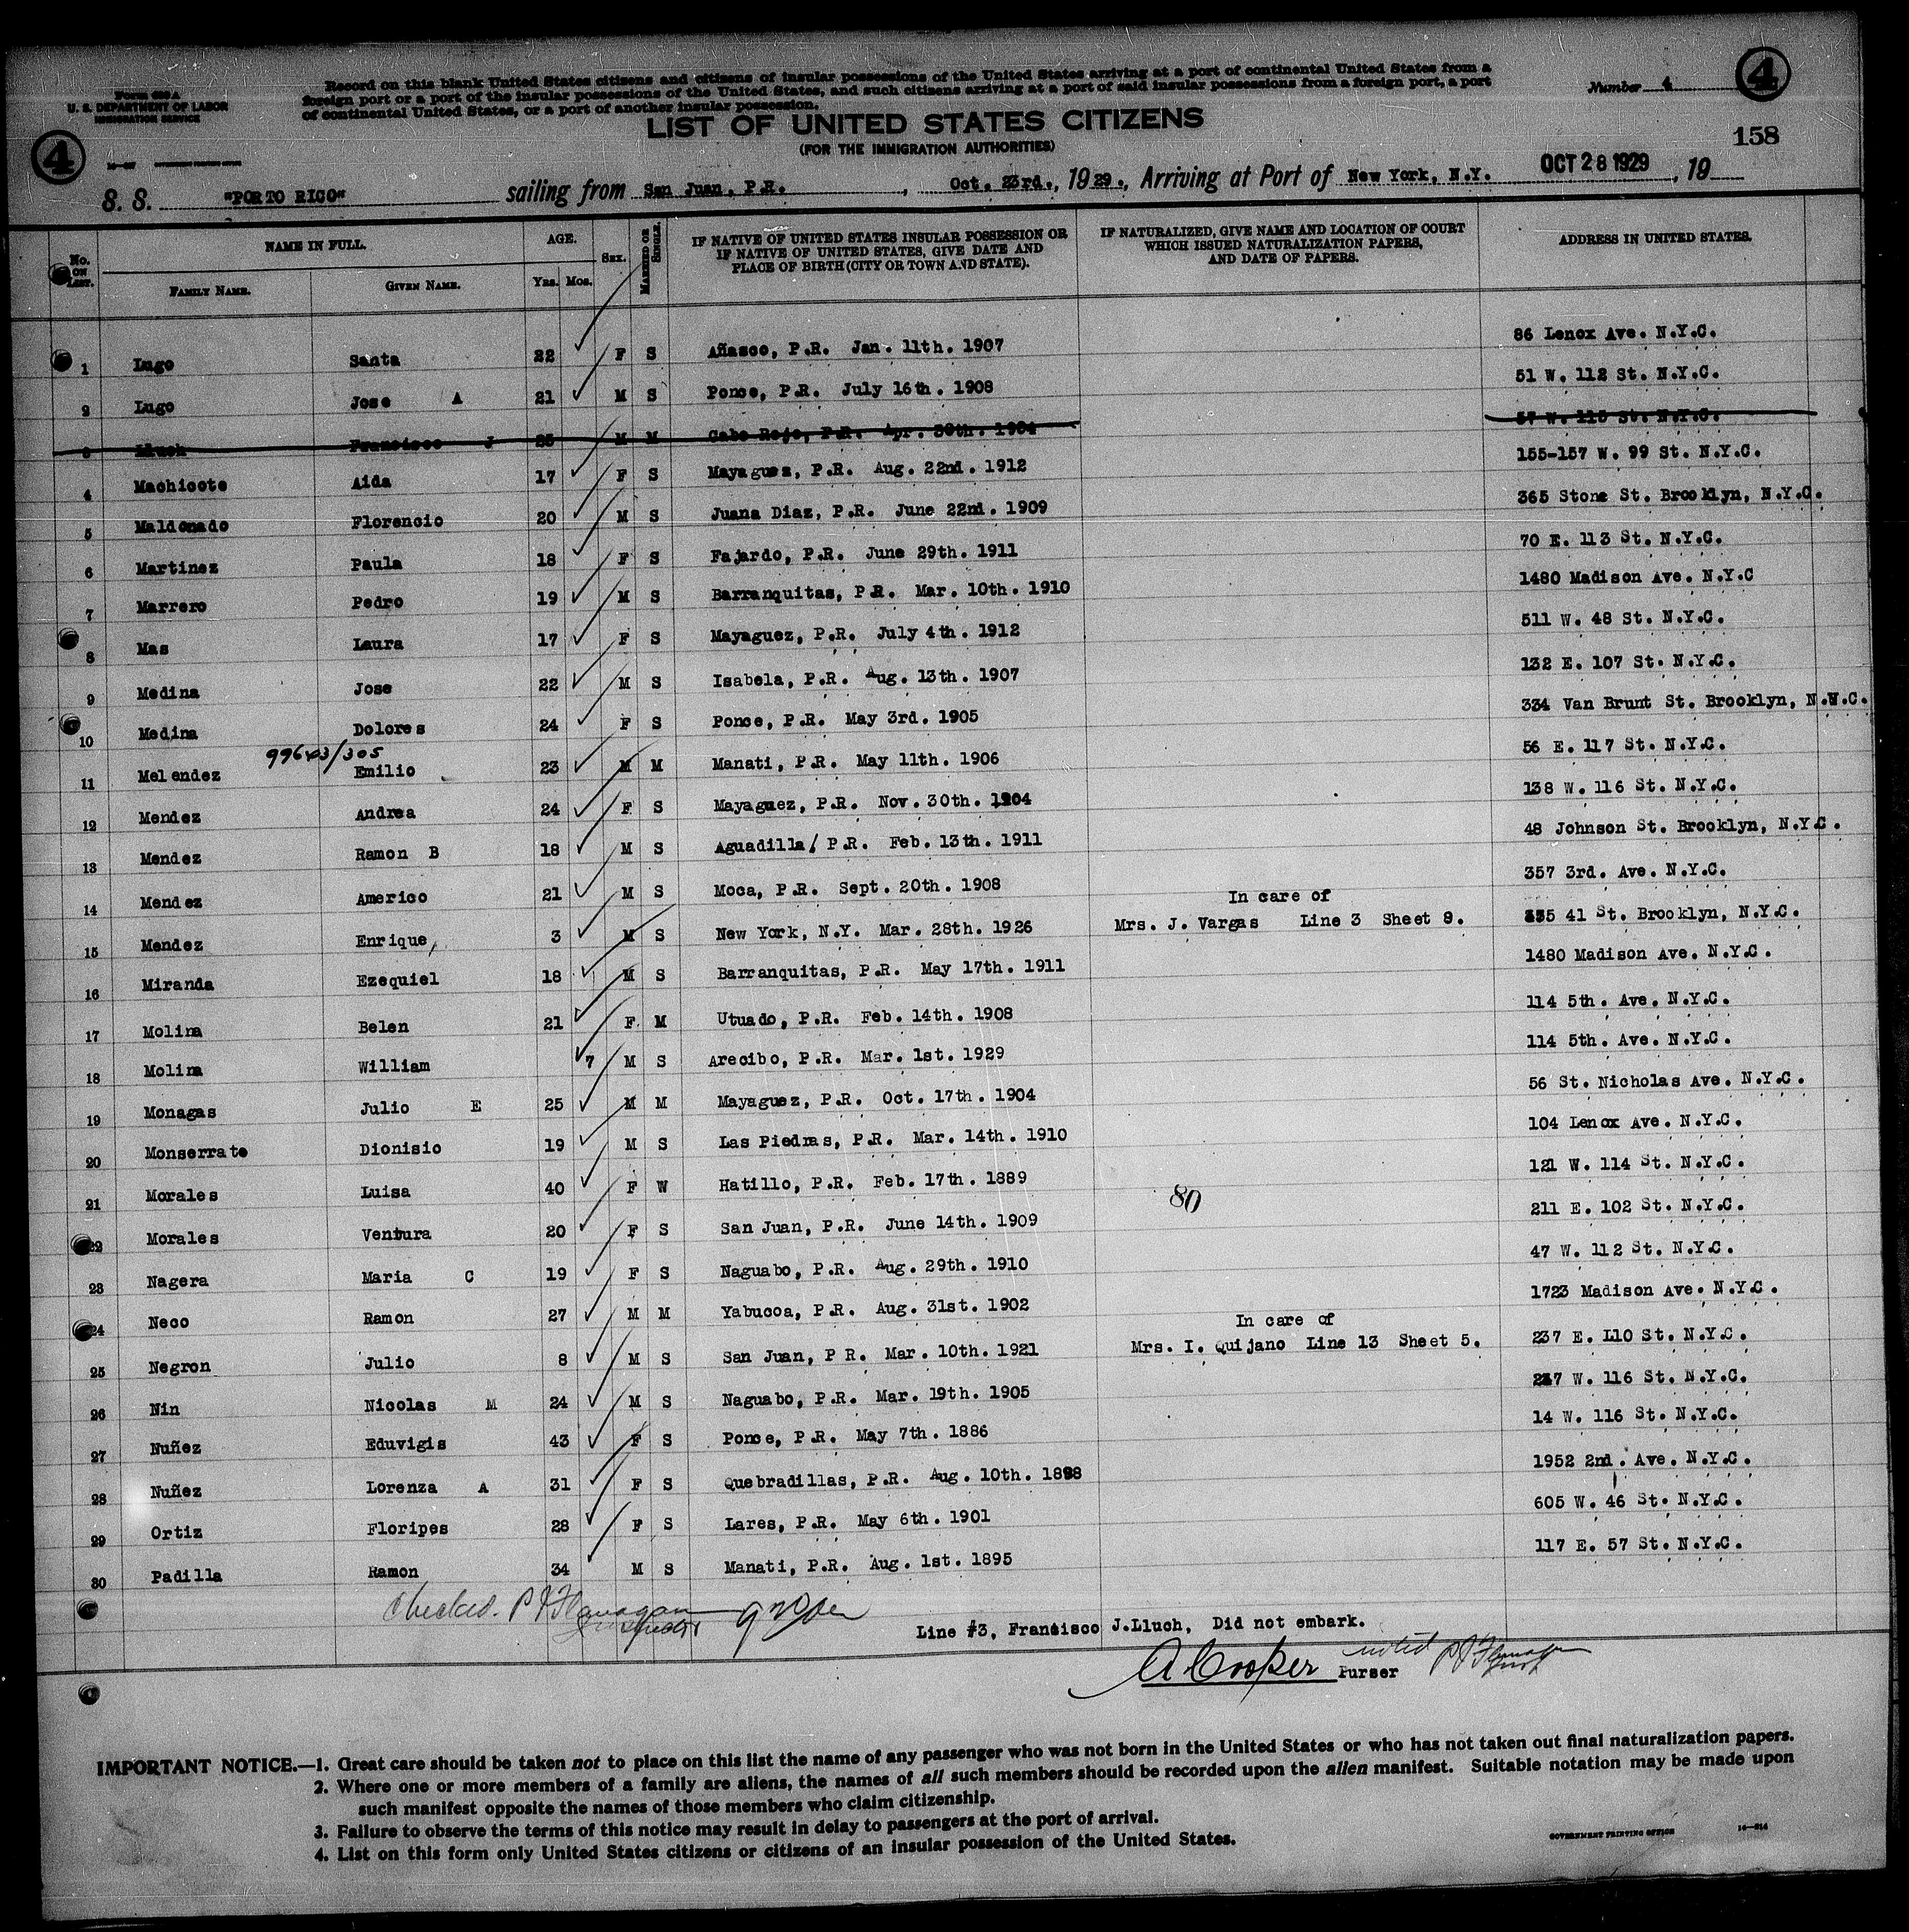 Form 630 A
U. S. DEPARTMENT OF LABOR
IMMIGRATION SERVICE
Record on this blank United States citizens and citizens of insular possessions of the United States arriving at a port of continental United States from a
foreign port or a port of the insular possessions of the United States, and such citizens arriving at a port of said insular possessions from a foreign port, a port
of continental United States, or a port of another insular possession.
Number 4
4
4
158
LIST OF UNITED STATES CITIZENS
(FOR THE IMMIGRATION AUTHORITIES)
GOVERNMENT PRINTING OFFICE
S. S. "PORTO RICO" sailing from San Juan, P.R. , Oct. 23rd., 1929., Arriving at Port of New York, N.Y. OCT 28 1929, 19
No. ON LIST. NAME IN FULL. AGE. SEX. MARRIED OR SINGLE. IF NATIVE OF UNITED STATES INSULAR POSSESSION OR IF NATIVE OF UNITED STATES, GIVE DATE AND PLACE OF BIRTH (CITY OR TOWN AND STATE). IF NATURALIZED, GIVE NAME AND LOCATION OF COURT WHICH ISSUED NATURALIZATION PAPERS, AND DATE OF PAPERS. ADDRESS IN UNITED STATES.
FAMILY NAME. GIVEN NAME. YRS. MOS.
1 Lugo Santa 22 F S Añasco, P.R. Jan. 11th. 1907 86 Lenox Ave. N.Y.C.
2 Lugo Jose A 21 M S Ponce, P.R. July 16th. 1908 51 W. 112 St. N.Y.C.
3 Lluch Francisco J 25 M M Cabo Rojo, P.R. Apr. 30th. 1904 57 W. 115 St. N.Y.C.
4 Machicote Aida 17 F S Mayaguez, P.R. Aug. 22nd. 1912 155-157 W. 99 St. N.Y.C.
5 Maldonado Florencio 20 M S Juana Diaz, P.R. June 22nd. 1909 365 Stone St. Brooklyn, N.Y.C.
6 Martinez Paula 18 F S Fajardo, P.R. June 29th. 1911 70 E. 113 St. N.Y.C.
7 Marrero Pedro 19 M S Barranquitas, P.R. Mar. 10th. 1910 1480 Madison Ave. N.Y.C
8 Mas Laura 17 F S Mayaguez, P.R. July 4th. 1912 511 W. 48 St. N.Y.C.
9 Medina Jose 22 M S Isabela, P.R. Aug. 13th. 1907 132 E. 107 St. N.Y.C.
10 Medina Dolores 24 F S Ponce, P.R. May 3rd. 1905 334 Van Brunt St. Brooklyn, N.W.C.
99643/305
11 Melendez Emilio 23 M M Manati, P.R. May 11th. 1906 56 E. 117 St. N.Y.C.
12 Mendez Andrea 24 F S Mayaguez, P.R. Nov. 30th. 1904 138 W. 116 St. N.Y.C.
13 Mendez Ramon B 18 M S Aguadilla/ P.R. Feb. 13th. 1911 48 Johnson St. Brooklyn, N.Y.C.
14 Mendez Americo 21 M S Moca, P.R. Sept. 20th. 1908 357 3rd. Ave. N.Y.C.
In care of
15 Mendez Enrique, 3 M S New York, N.Y. Mar. 28th. 1926 Mrs. J. Vargas Line 3 Sheet 9. 335 41 St. Brooklyn, N.Y.C.
16 Miranda Ezequiel 18 M S Barranquitas, P.R. May 17th. 1911 1480 Madison Ave. N.Y.C.
17 Molina Belen 21 F M Utuado, P.R. Feb. 14th. 1908 114 5th. Ave. N.Y.C.
18 Molina William 7 M S Arecibo, P.R. Mar. 1st. 1929 114 5th. Ave. N.Y.C.
19 Monagas Julio E 25 M M Mayaguez, P.R. Oct. 17th. 1904 56 St. Nicholas Ave. N.Y.C.
20 Monserrate Dionisio 19 M S Las Piedras, P.R. Mar. 14th. 1910 104 Lenox Ave. N.Y.C.
21 Morales Luisa 40 F W Hatillo, P.R. Feb. 17th. 1889 121 W. 114 St. N.Y.C.
80
22 Morales Ventura 20 F S San Juan, P.R. June 14th. 1909 211 E. 102 St. N.Y.C.
23 Nagera Maria C 19 F S Naguabo, P.R. Aug. 29th. 1910 47 W. 112 St. N.Y.C.
24 Neco Ramon 27 M M Yabucoa, P.R. Aug. 31st. 1902 1723 Madison Ave. N.Y.C.
In care of
25 Negron Julio 8 M S San Juan, P R. Mar. 10th. 1921 Mrs. I. Quijano Line 13 Sheet 5. 237 E. 110 St. N.Y.C.
26 Nin Nicolas M 24 M S Naguabo, P.R. Mar. 19th. 1905 237 W. 116 St. N.Y.C.
27 Nuñez Eduvigis 43 F S Ponce, P.R. May 7th. 1886 14 W. 116 St. N.Y.C.
28 Nuñez Lorenza A 31 F S Quebradillas, P.R. Aug. 10th. 1898 1952 2nd. Ave. N.Y.C.
29 Ortiz Floripes 28 F S Lares, P.R. May 6th. 1901 605 W. 46 St. N.Y.C.
30 Padilla Ramon 34 M S Manati, P.R. Aug. 1st. 1895 117 E. 57 St. N.Y.C.
Checked. P J Flanagan
Inspector
Line #3, Francisco J.Lluch, Did not embark.
A Cooker Purser noted P J Flanagan
Insp
IMPORTANT NOTICE.—1. Great care should be taken not to place on this list the name of any passenger who was not born in the United States or who has not taken out final naturalization papers.
2. Where one or more members of a family are aliens, the names of all such members should be recorded upon the alien manifest. Suitable notation may be made upon
such manifest opposite the names of those members who claim citizenship.
3. Failure to observe the terms of this notice may result in delay to passengers at the port of arrival.
4. List on this form only United States citizens or citizens of an insular possession of the United States.
GOVERNMENT PRINTING OFFICE 14—214